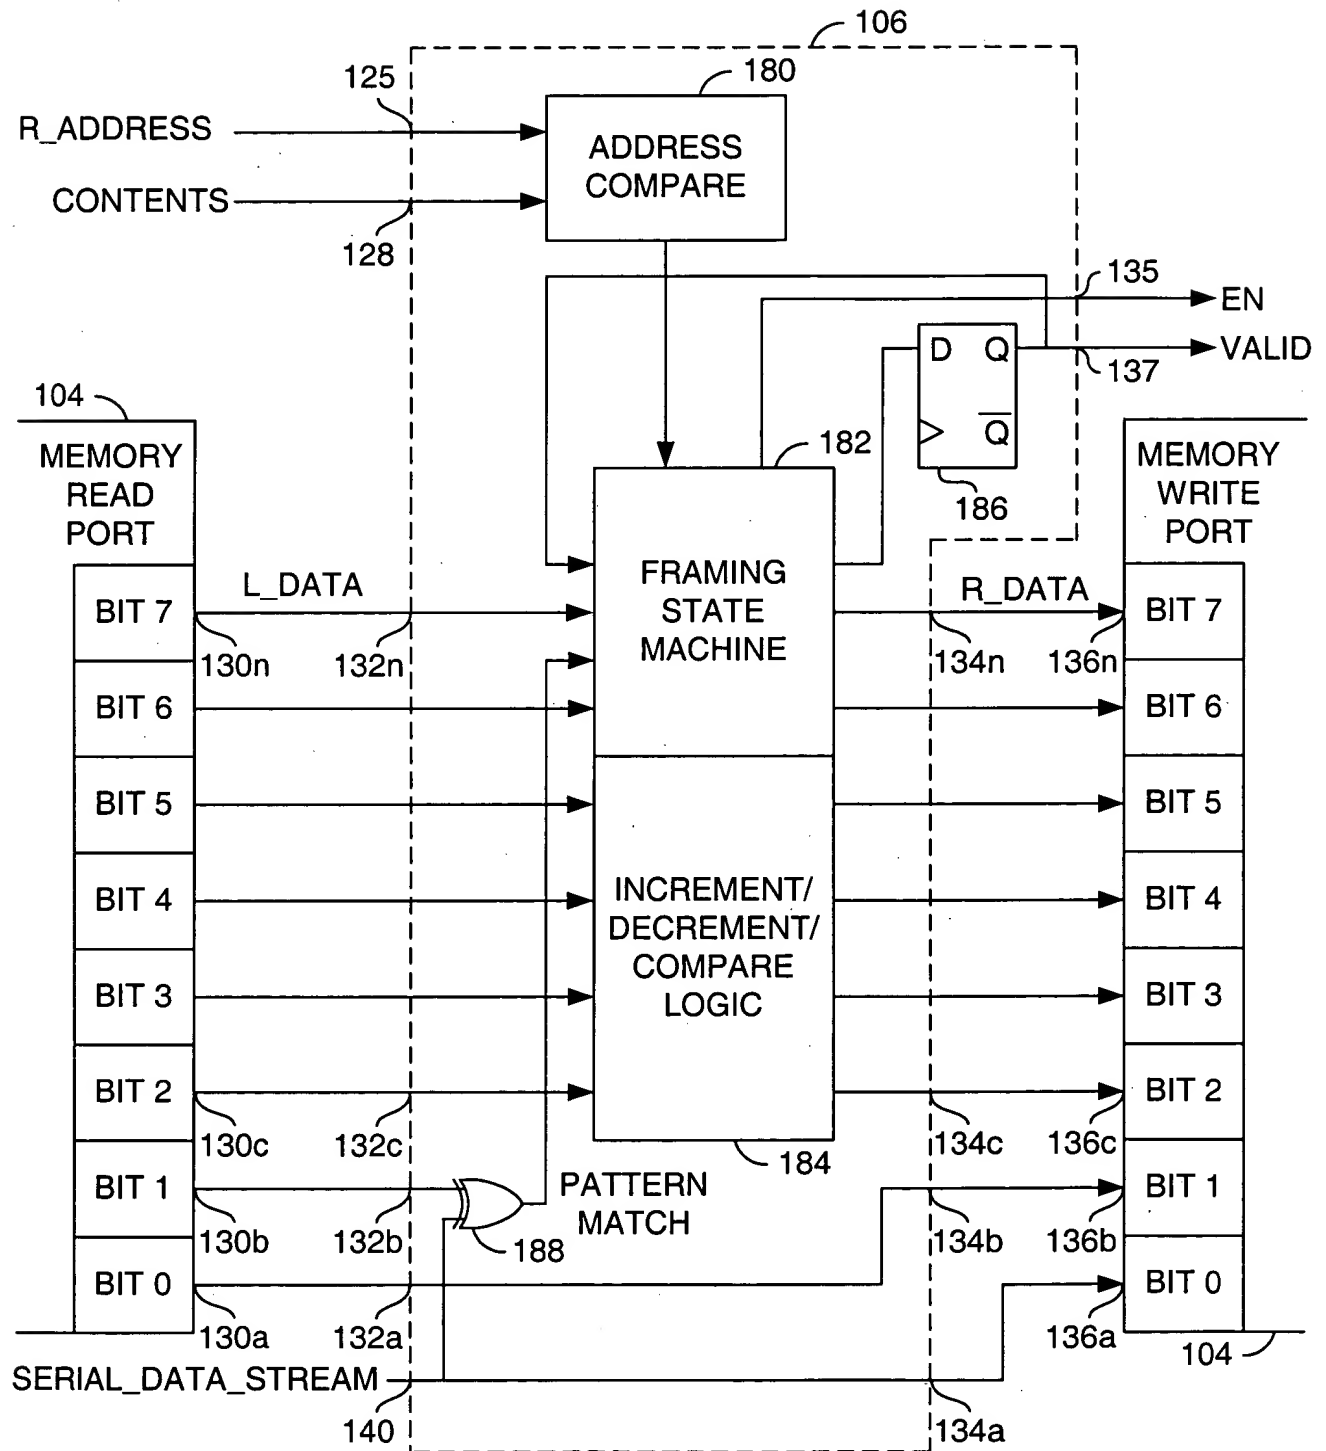 106
125
180
R_ADDRESS
ADDRESS
COMPARE
CONTENTS
128
135
EN
D Q
VALID
137
104
182
Q
186
MEMORY
READ
PORT
MEMORY
WRITE
PORT
FRAMING
STATE
MACHINE
L_DATA
R_DATA
BIT 7
BIT 7
130n
132n
134n
136n
BIT 6
BIT 6
BIT 5
BIT 5
INCREMENT/
DECREMENT/
COMPARE
LOGIC
BIT 4
BIT 4
BIT 3
BIT 3
BIT 2
BIT 2
130c
132c
134c
136c
184
BIT 1
PATTERN
MATCH
BIT 1
130b
132b
188
134b
136b
BIT 0
BIT 0
130a
132a
136a
104
SERIAL_DATA_STREAM
140
134a